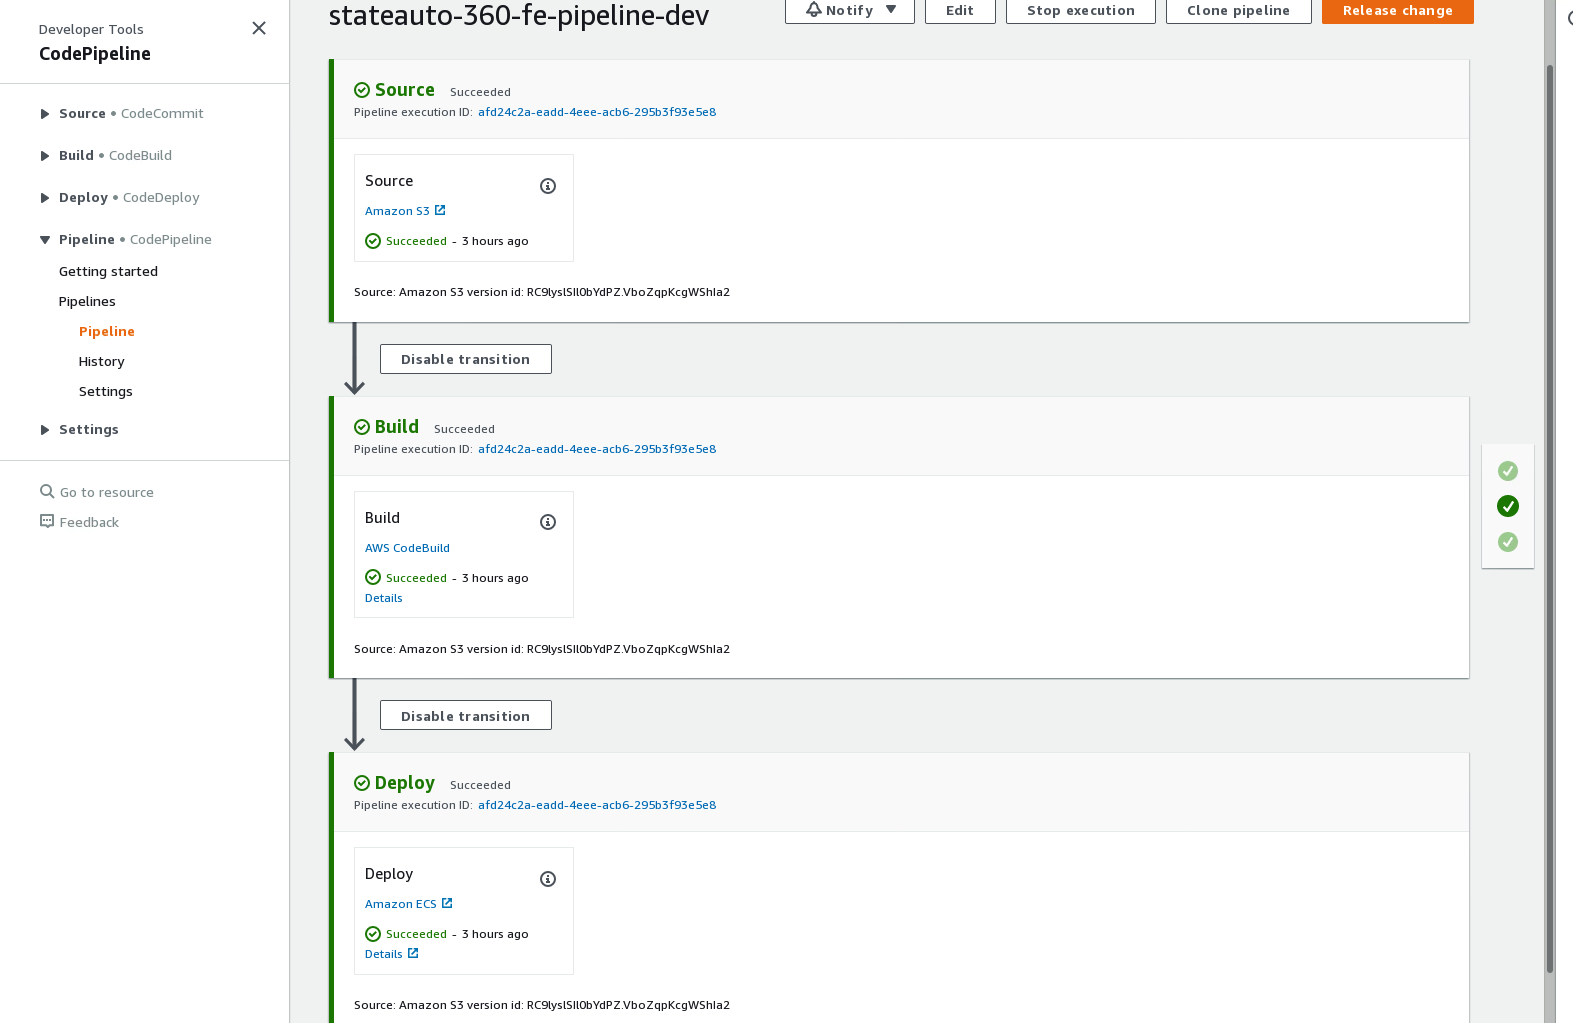 Developer Tools
CodePipeline
Source • CodeCommit
Build • CodeBuild
Deploy • CodeDeploy
Pipeline • CodePipeline
Getting started
Pipelines
Pipeline
History
Settings
Settings
Go to resource
Feedback
stateauto-360-fe-pipeline-dev
Notify
Edit
Stop execution
Clone pipeline
Release change
Source Succeeded
Pipeline execution ID: afd24c2a-eadd-4eee-acb6-295b3f93e5e8
Source
Amazon S3
Succeeded - 3 hours ago
Source: Amazon S3 version id: RC9lyslSIl0bYdPZ.VboZqpKcgWShIa2
Disable transition
Build Succeeded
Pipeline execution ID: afd24c2a-eadd-4eee-acb6-295b3f93e5e8
Build
AWS CodeBuild
Succeeded - 3 hours ago
Details
Source: Amazon S3 version id: RC9lyslSIl0bYdPZ.VboZqpKcgWShIa2
Disable transition
Deploy Succeeded
Pipeline execution ID: afd24c2a-eadd-4eee-acb6-295b3f93e5e8
Deploy
Amazon ECS
Succeeded - 3 hours ago
Details
Source: Amazon S3 version id: RC9lyslSIl0bYdPZ.VboZqpKcgWShIa2